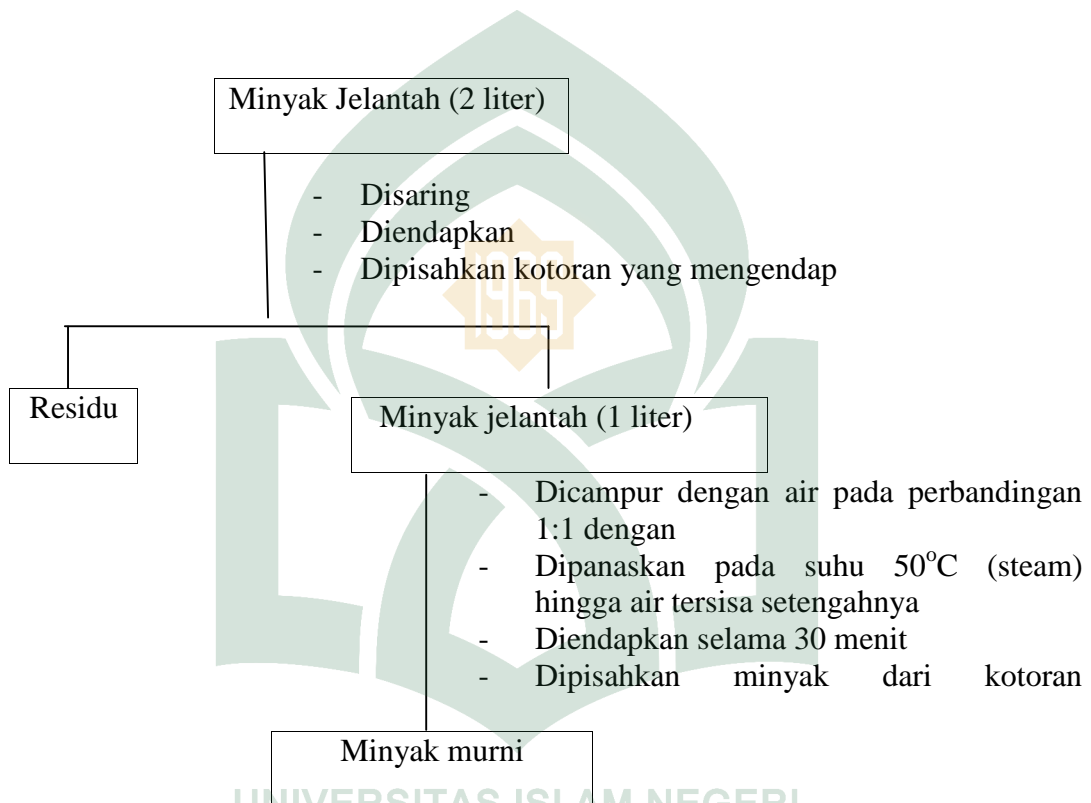 Minyak Jelantah (2 liter)
- Disaring
- Diendapkan
- Dipisahkan kotoran yang mengendap
1965
Residu
Minyak jelantah (1 liter)
- Dicampur dengan air pada perbandingan
1:1 dengan
- Dipanaskan pada suhu 50°C (steam)
hingga air tersisa setengahnya
- Diendapkan selama 30 menit
- Dipisahkan minyak dari kotoran
Minyak murni
UNIVERSITAS ISLAM NEGERI